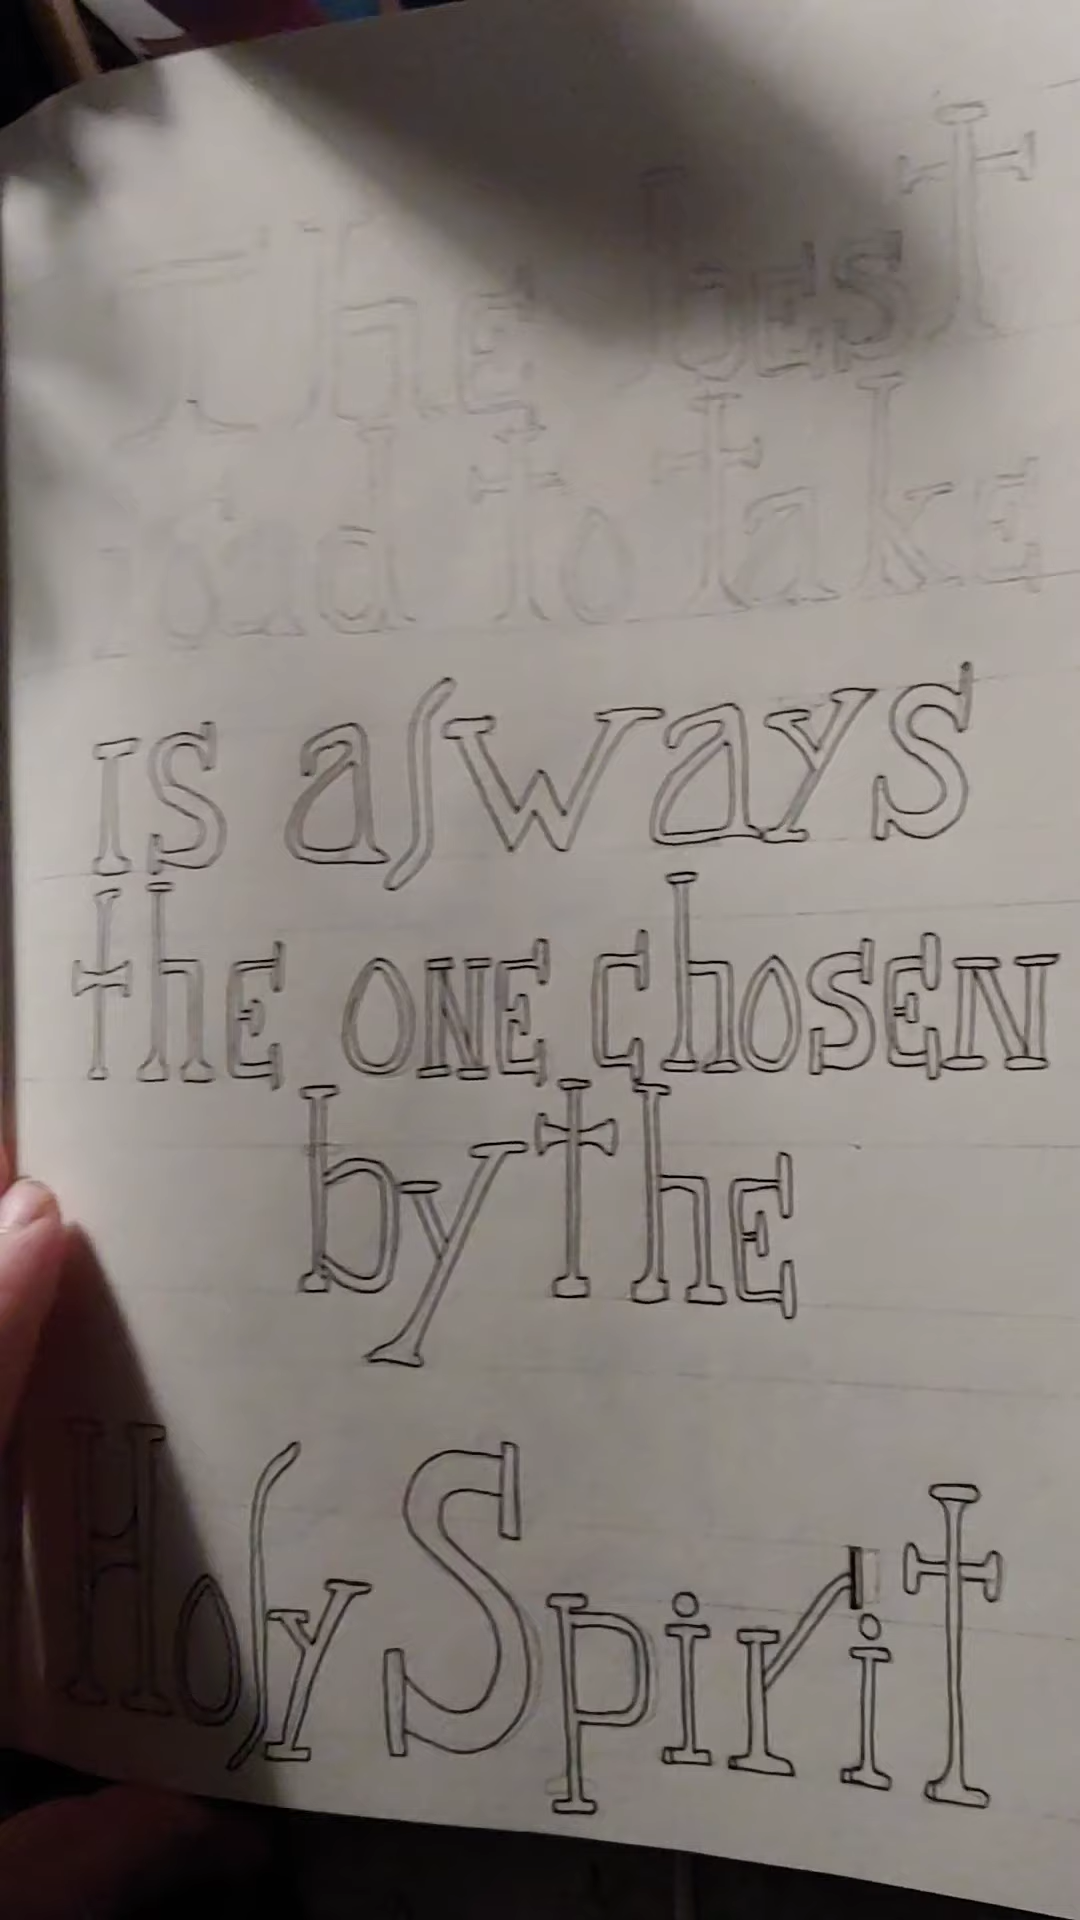 The best
road to take
is always
the one chosen
by the
Holy Spirit